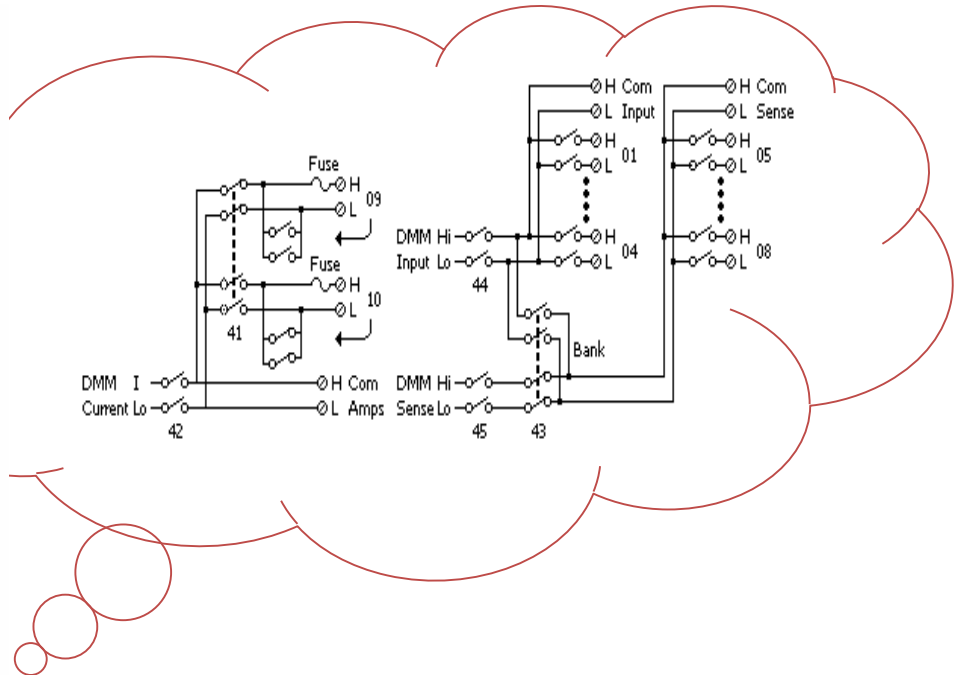 Fuse
H
09
L
Fuse
H
10
L
41
DMM I
H Com
Current Lo
L Amps
42
H Com
L Input
H
01
L
DMM Hi
H
Input Lo
04
L
44
Bank
DMM Hi
Sense Lo
45 43
H Com
L Sense
H
05
L
H
08
L